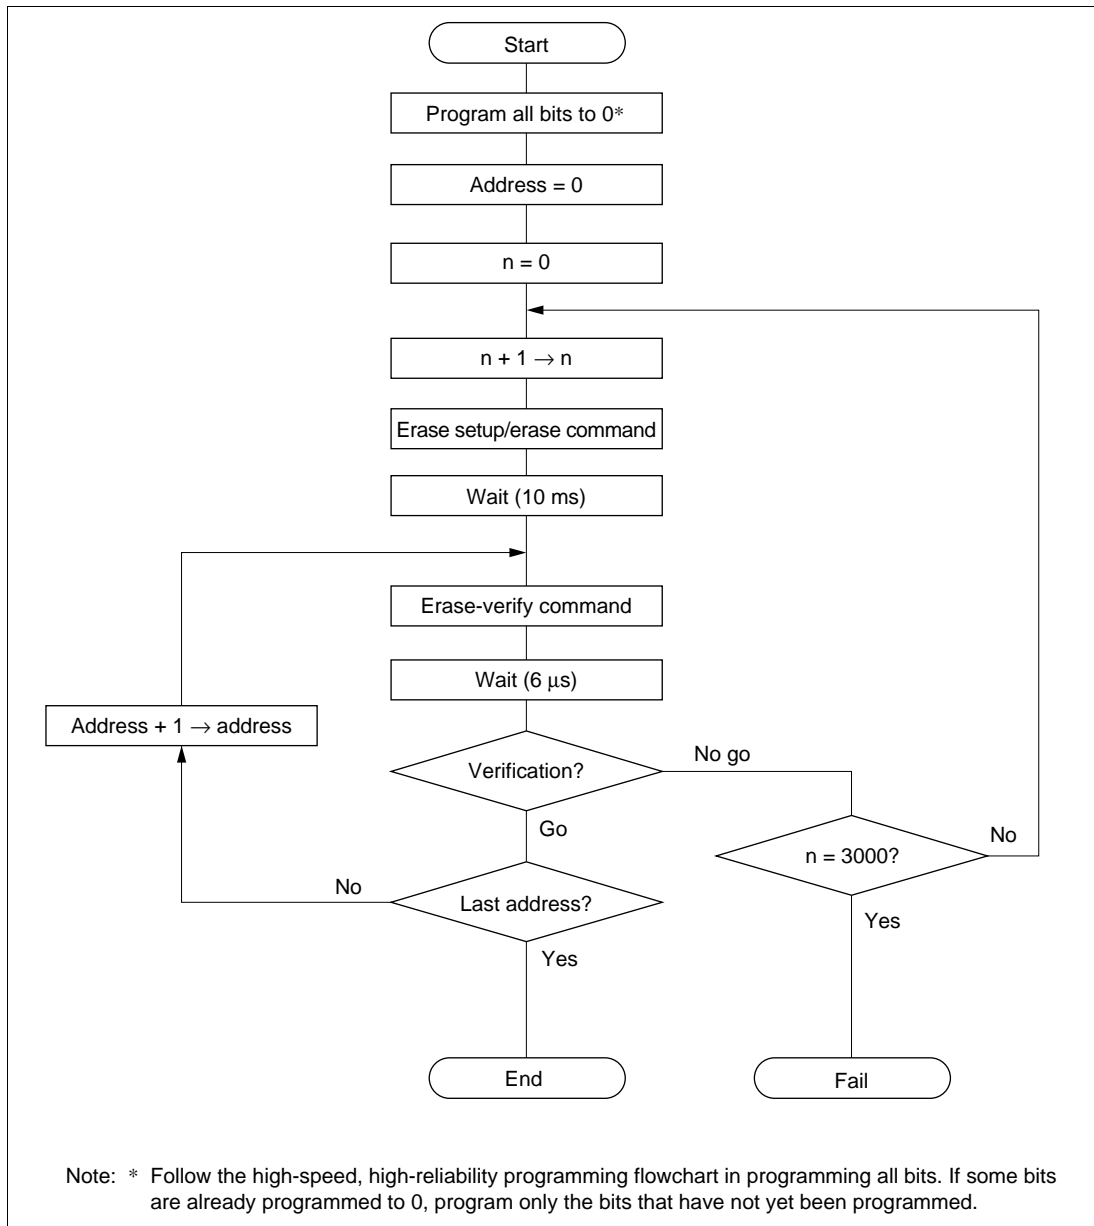 Start
Program all bits to 0*
Address = 0
n = 0
n + 1 → n
Erase setup/erase command
Wait (10 ms)
Erase-verify command
Wait (6 µs)
Address + 1 → address
Verification?
No go
Go
n = 3000?
No
No
Last address?
Yes
Yes
End
Fail
Note: * Follow the high-speed, high-reliability programming flowchart in programming all bits. If some bits
are already programmed to 0, program only the bits that have not yet been programmed.